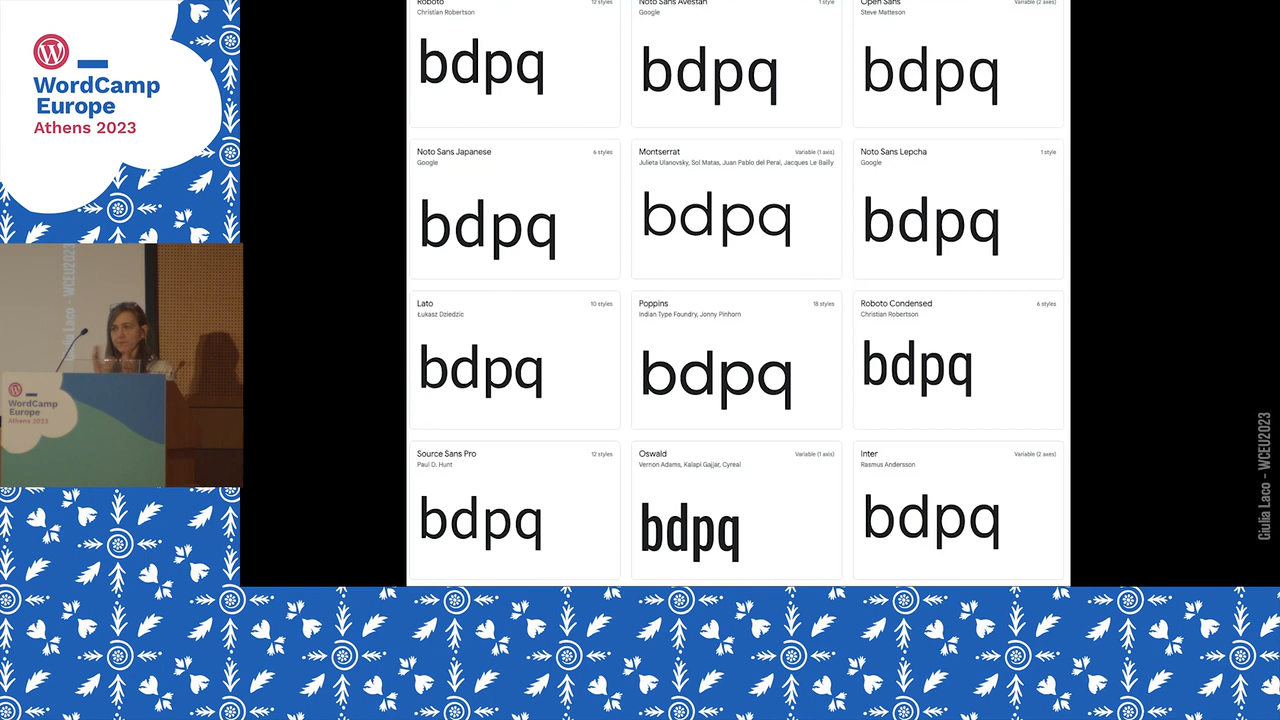 WordCamp
Europe
Athens 2023
Roboto
12 styles
Christian Robertson
bdpq
Noto Sans Avestan
1 style
Google
bdpq
Open Sans
Variable (2 axes)
Steve Matteson
bdpq
Noto Sans Japanese
6 styles
Google
bdpq
Montserrat
Variable (1 axis)
Julieta Ulanovsky, Sol Matas, Juan Pablo del Peral, Jacques Le Bailly
bdpq
Noto Sans Lepcha
1 style
Google
bdpq
Lato
10 styles
Łukasz Dziedzic
bdpq
Poppins
18 styles
Indian Type Foundry, Jonny Pinhorn
bdpq
Roboto Condensed
6 styles
Christian Robertson
bdpq
Source Sans Pro
12 styles
Paul D. Hunt
bdpq
Oswald
Variable (1 axis)
Vernon Adams, Kalapi Gajjar, Cyreal
bdpq
Inter
Variable (2 axes)
Rasmus Andersson
bdpq
Giulia Laco - WCEU2023
Giulia Laco - WCEU2023
WordCamp
Europe
Athens 2023